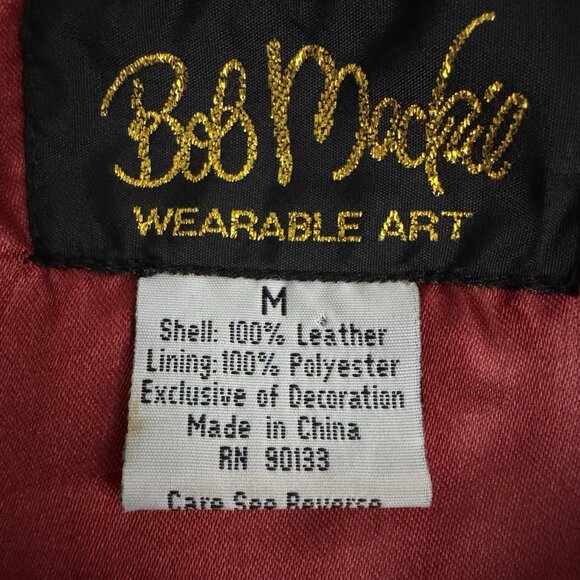 Bob Mackie
WEARABLE ART
M
Shell: 100% Leather
Lining:100% Polyester
Exclusive of Decoration
Made in China
RN 90133
Care See Reverse